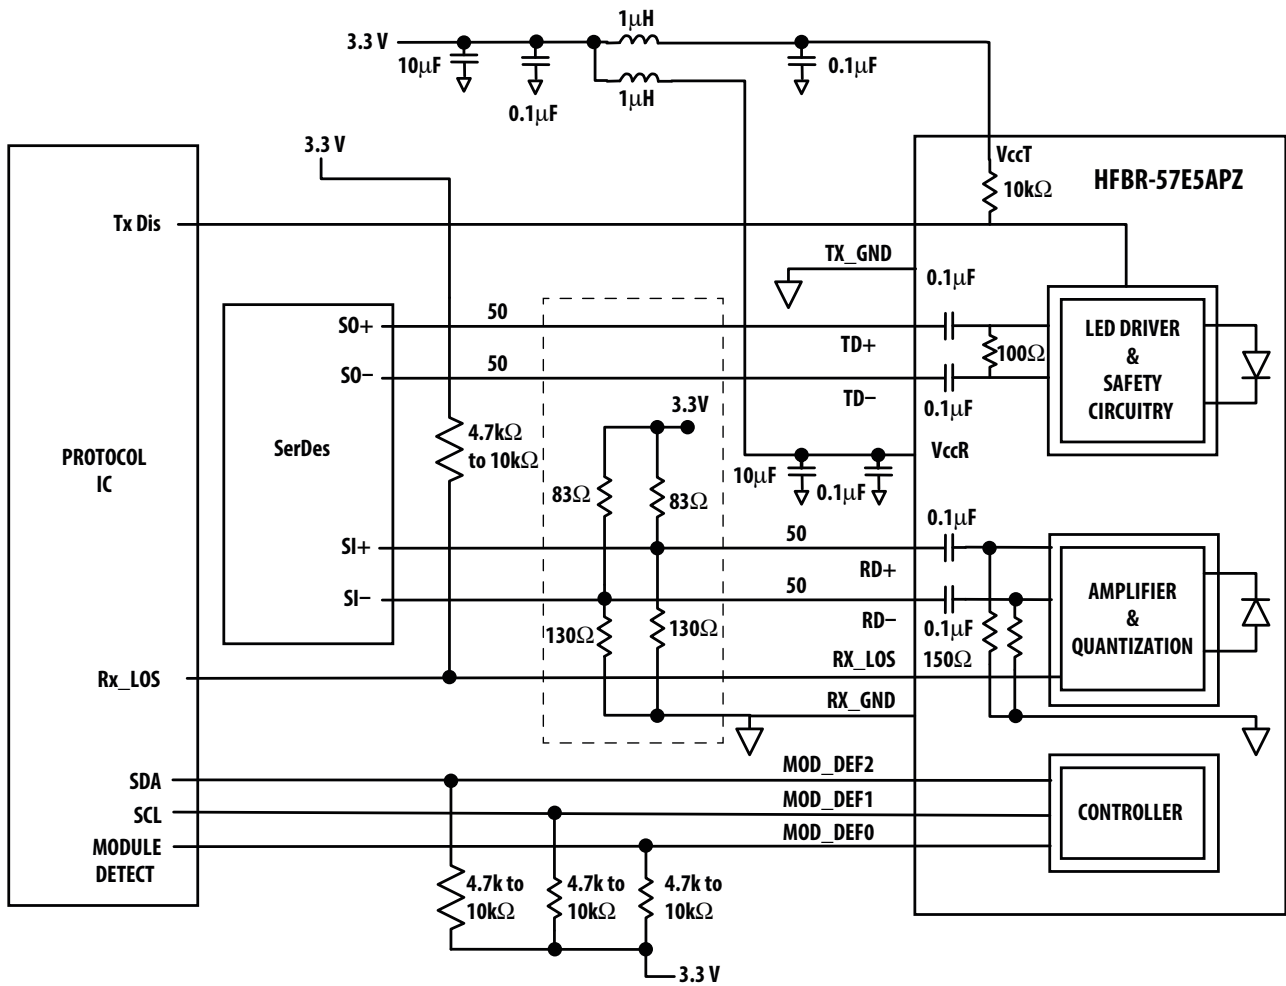 1μH
3.3 V
10μF
0.1μF
0.1μF
1μH
3.3 V
VccT
10kΩ
HFBR-57E5APZ
Tx Dis
TX_GND
0.1μF
SO+
50
TD+
LED DRIVER
&
SAFETY
CIRCUITRY
100Ω
SO−
50
TD−
0.1μF
3.3V
PROTOCOL
IC
SerDes
4.7kΩ
to 10kΩ
VccR
10μF
0.1μF
83Ω
83Ω
0.1μF
SI+
50
RD+
SI−
50
RD−
0.1μF
AMPLIFIER
&
QUANTIZATION
130Ω
130Ω
Rx_LOS
RX_LOS
150Ω
RX_GND
SDA
MOD_DEF2
SCL
MOD_DEF1
CONTROLLER
MODULE
DETECT
MOD_DEF0
4.7k to
10kΩ
4.7k to
10kΩ
4.7k to
10kΩ
3.3 V